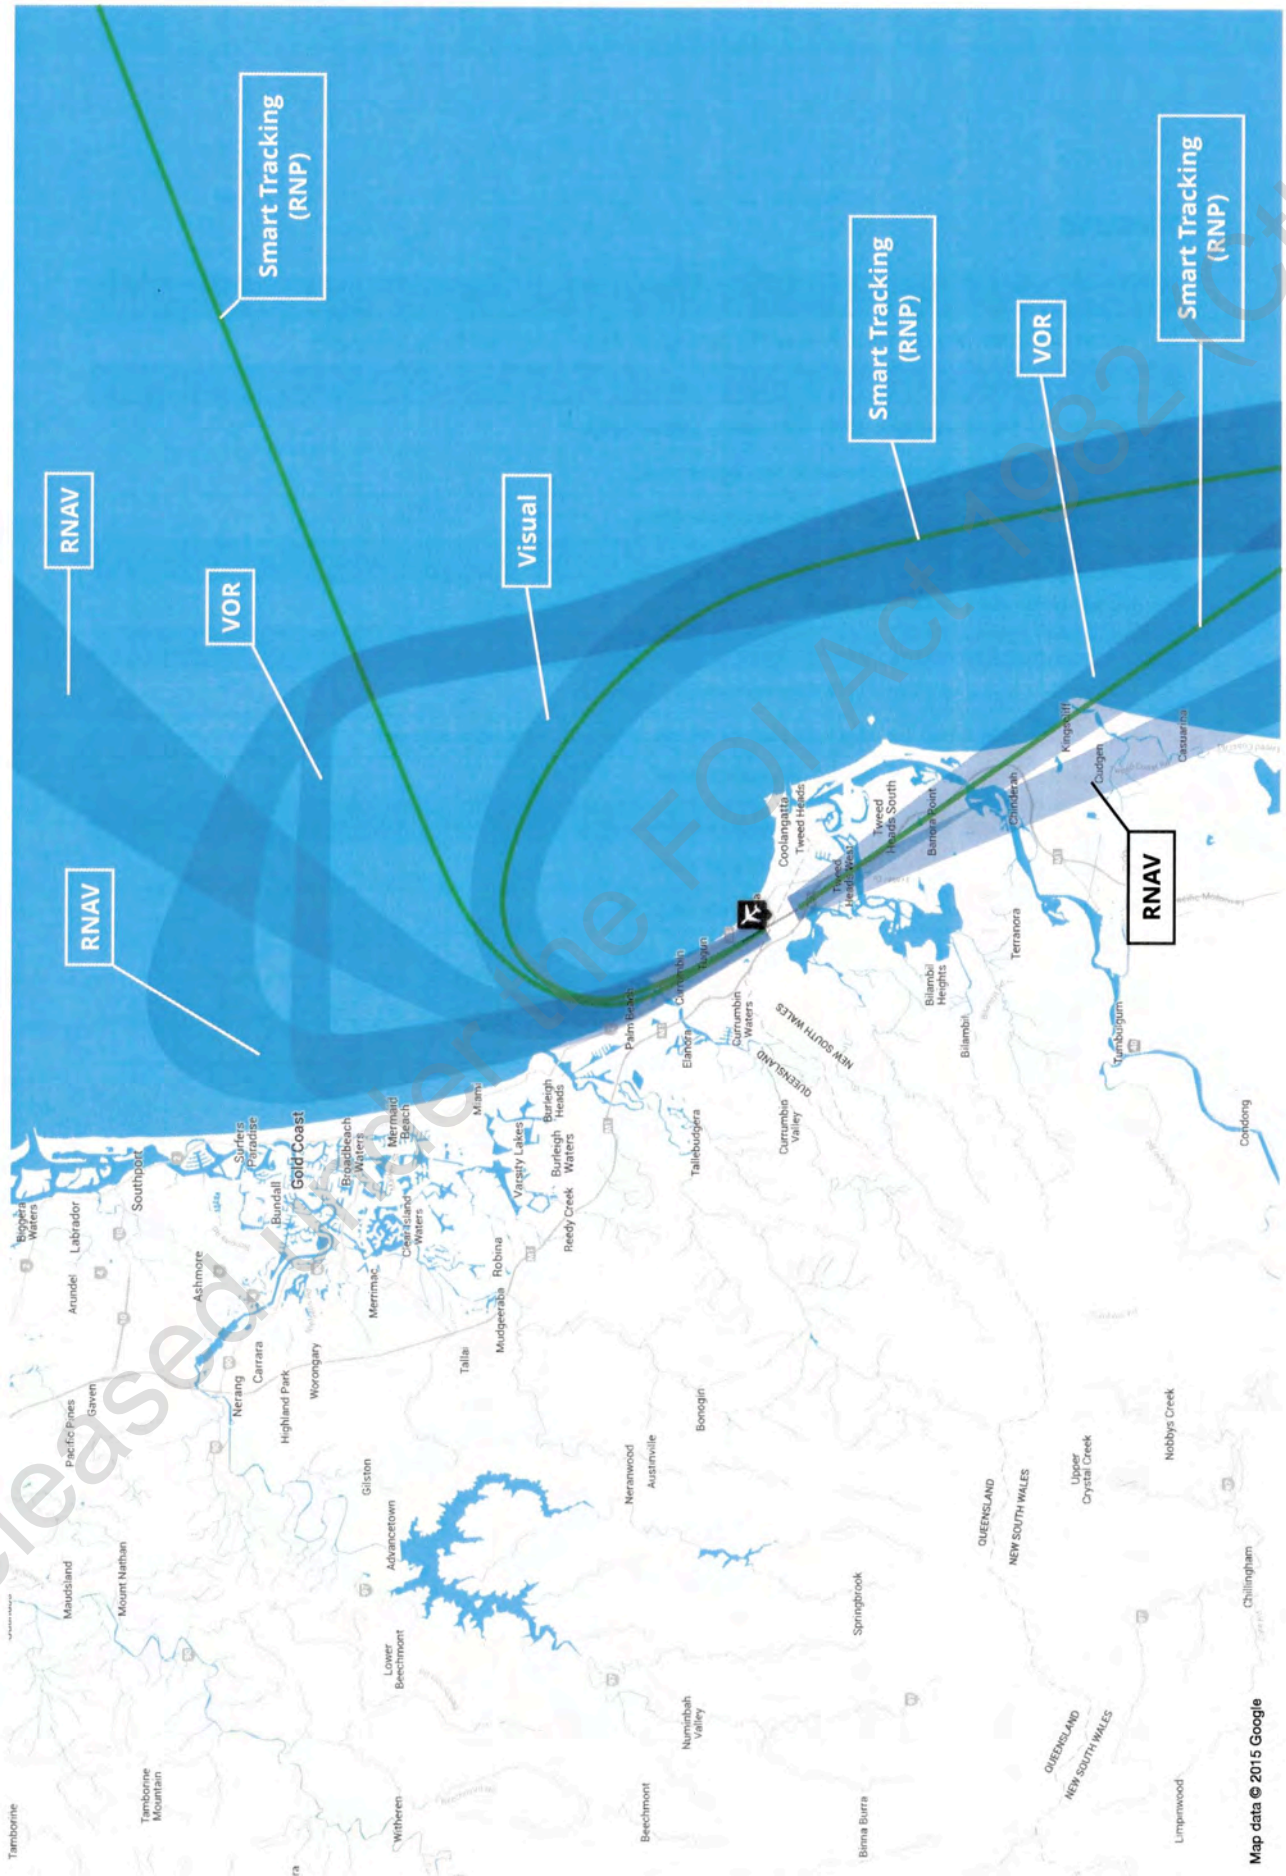 RNAV
Smart Tracking
(RNP)
VOR
RNAV
Visual
Smart Tracking
(RNP)
VOR
Smart Tracking
(RNP)
RNAV
Biggera
Waters
Labrador
Arundel
Southport
Ashmore
Surfers
Paradise
Bundall
Gold Coast
Broadbeach
Waters
Mermaid
Beach
Clear Island
Waters
Merrimac
Miami
Varsity Lakes
Robina
Mudgeeraba
Burleigh
Heads
Burleigh
Waters
Reedy Creek
Palm Beach
Elanora
Currumbin
Tugun
Currumbin
Waters
Tallebudgera
Currumbin
Valley
QUEENSLAND
NEW SOUTH WALES
Coolangatta
Tweed Heads
Tweed
Heads West
Tweed
Heads South
Banora Point
Bilambil
Heights
Bilambil
Terranora
Chinderah
Kingscliff
Cudgen
Casuarina
Tumbulgum
Condong
Pacific Pines
Gaven
Nerang
Carrara
Highland Park
Worongary
Tallai
Gilston
Advancetown
Maudsland
Mount Nathan
Lower
Beechmont
Neranwood
Austinville
Bonogin
Springbrook
Numinbah
Valley
QUEENSLAND
NEW SOUTH WALES
Upper
Crystal Creek
Nobbys Creek
Chillingham
Tamborine
Tamborine
Mountain
Witheren
Beechmont
Binna Burra
QUEENSLAND
NEW SOUTH WALES
Limpinwood
Map data © 2015 Google
eleased under the FOI Act 1982 (Ct